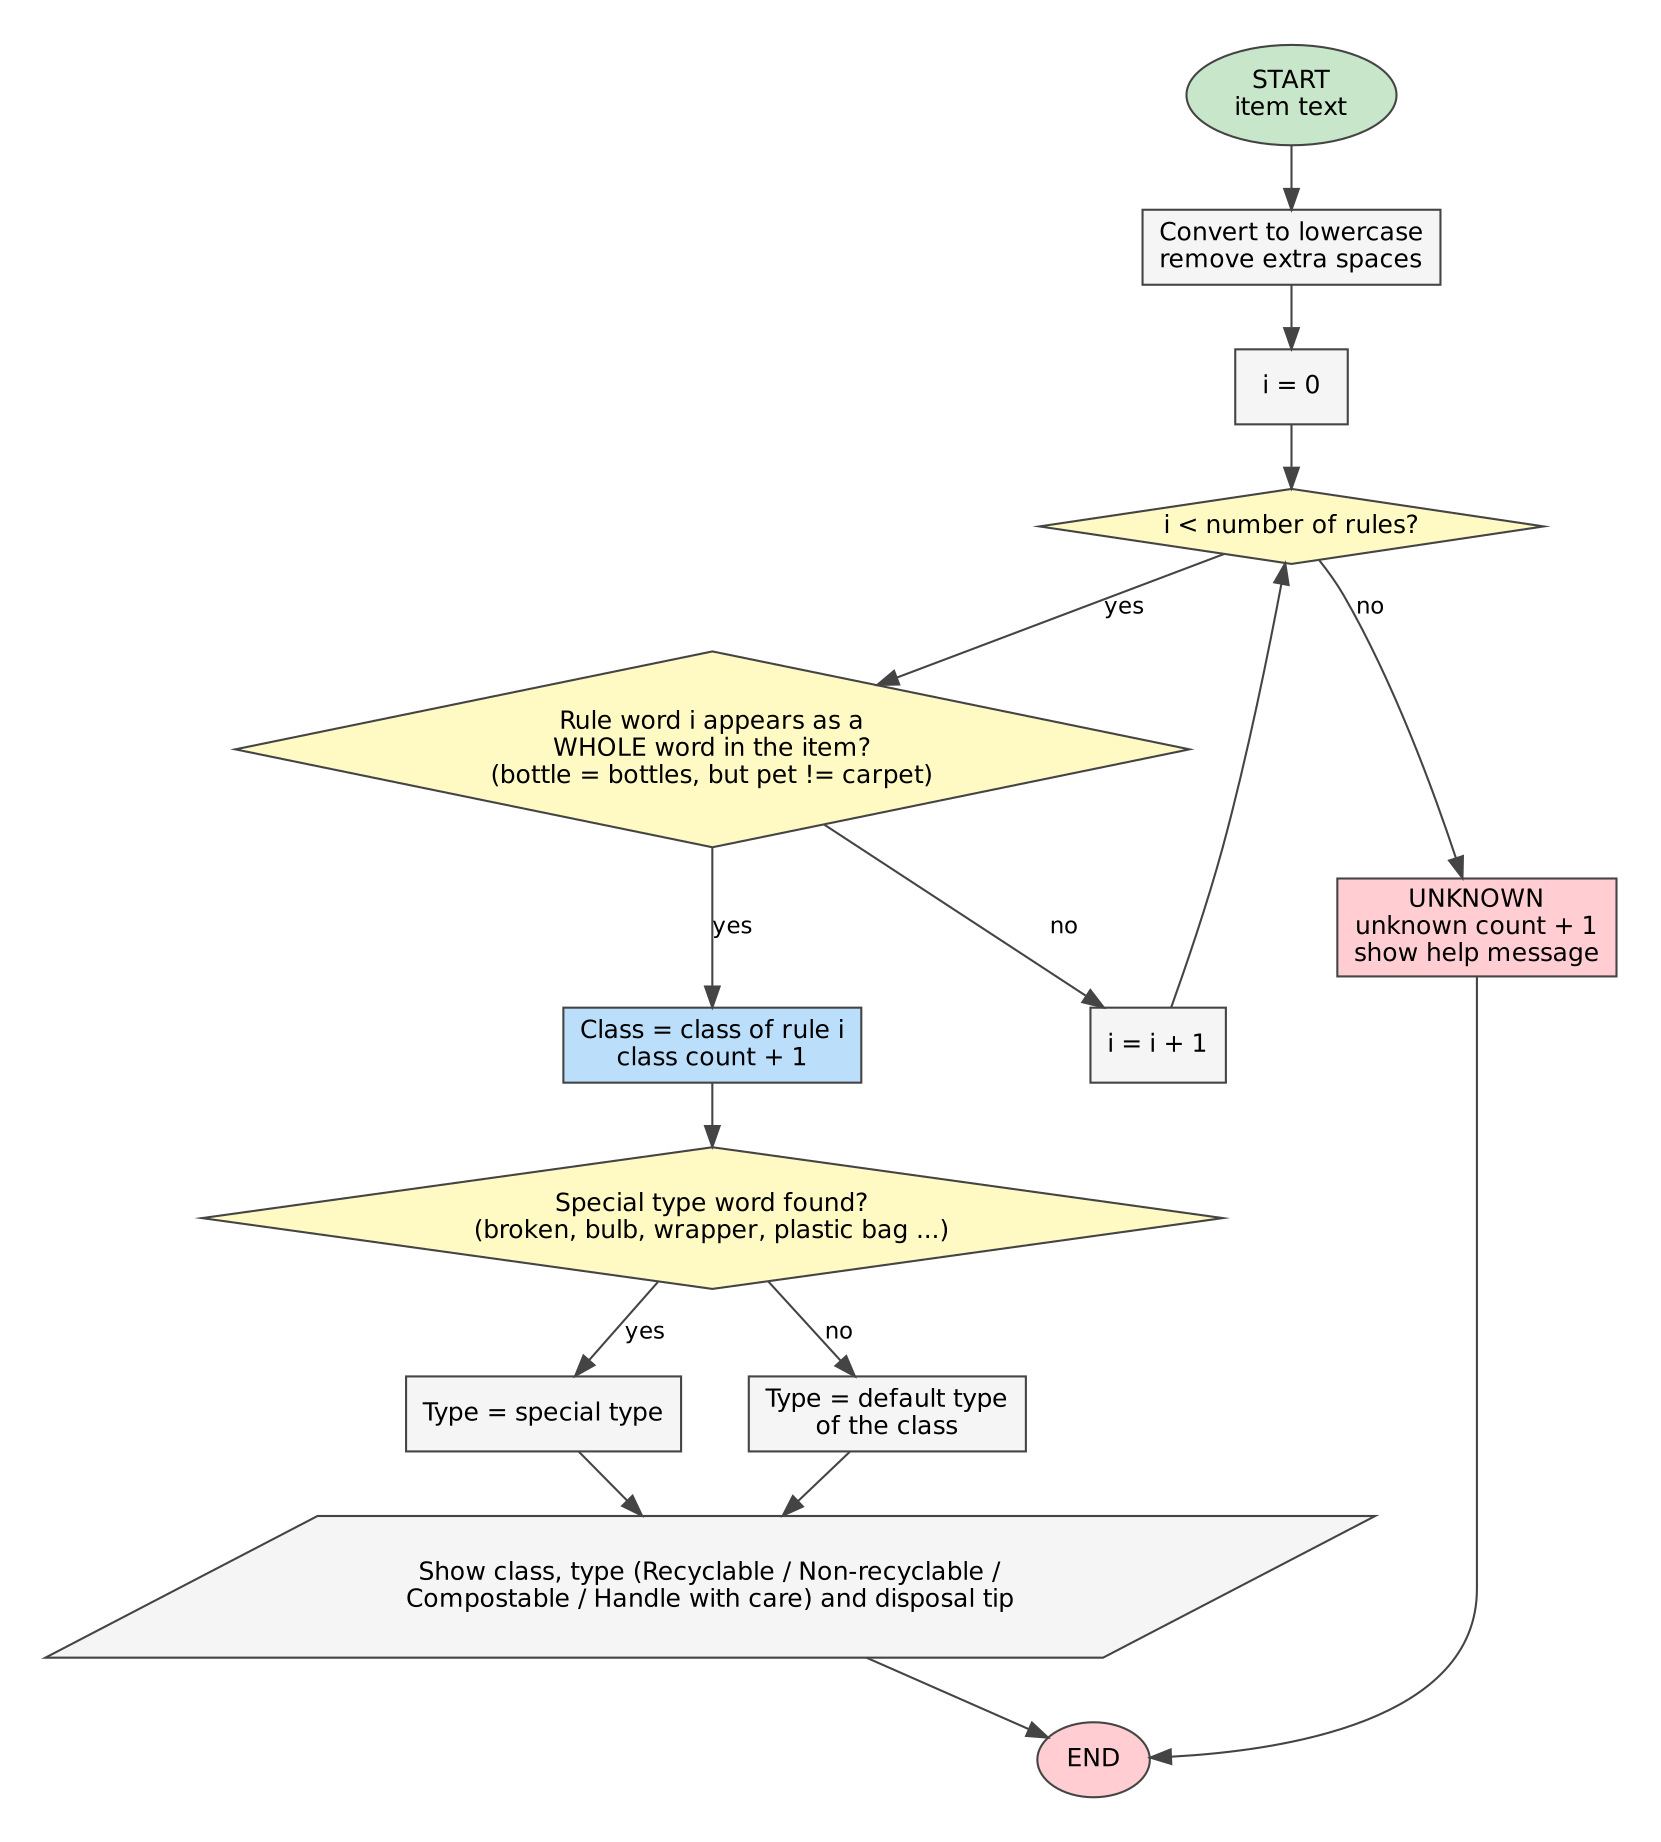 START
item text
Convert to lowercase
remove extra spaces
i = 0
i < number of rules?
yes
no
Rule word i appears as a
WHOLE word in the item?
(bottle = bottles, but pet != carpet)
yes
no
UNKNOWN
unknown count + 1
show help message
Class = class of rule i
class count + 1
i = i + 1
Special type word found?
(broken, bulb, wrapper, plastic bag ...)
yes
no
Type = special type
Type = default type
of the class
Show class, type (Recyclable / Non-recyclable /
Compostable / Handle with care) and disposal tip
END